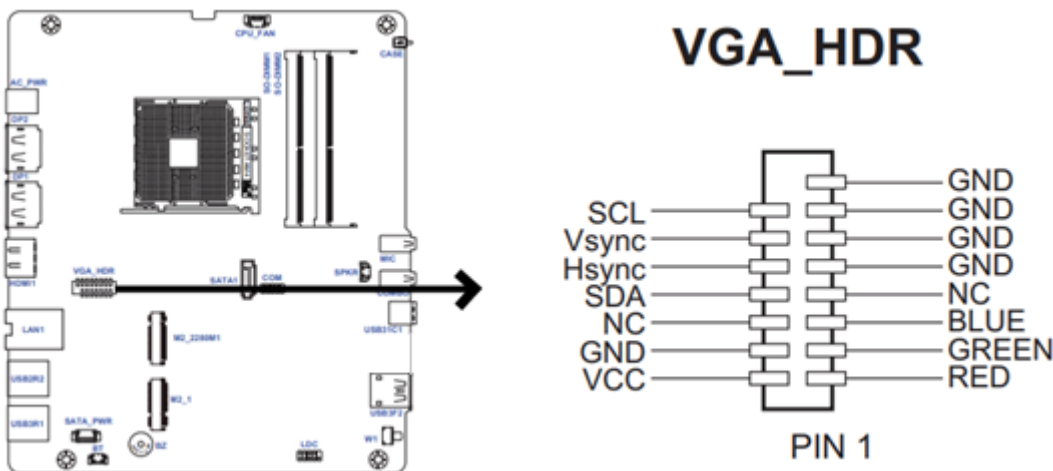 CPU_FAN
CASE
SO-DIMM1
SO-DIMM2
AC_PWR
DP2
DP1
HDMI1
VGA_HDR
SATA1
COM
SPKR
MIC
USB31C1
LAN1
M2_2280M1
USB2R2
M2_1
USB3F2
USB3R1
SATA_PWR
BT
BZ
W1
LDC
VGA_HDR
GND
SCL
GND
Vsync
GND
Hsync
GND
SDA
NC
NC
BLUE
GND
GREEN
VCC
RED
PIN 1